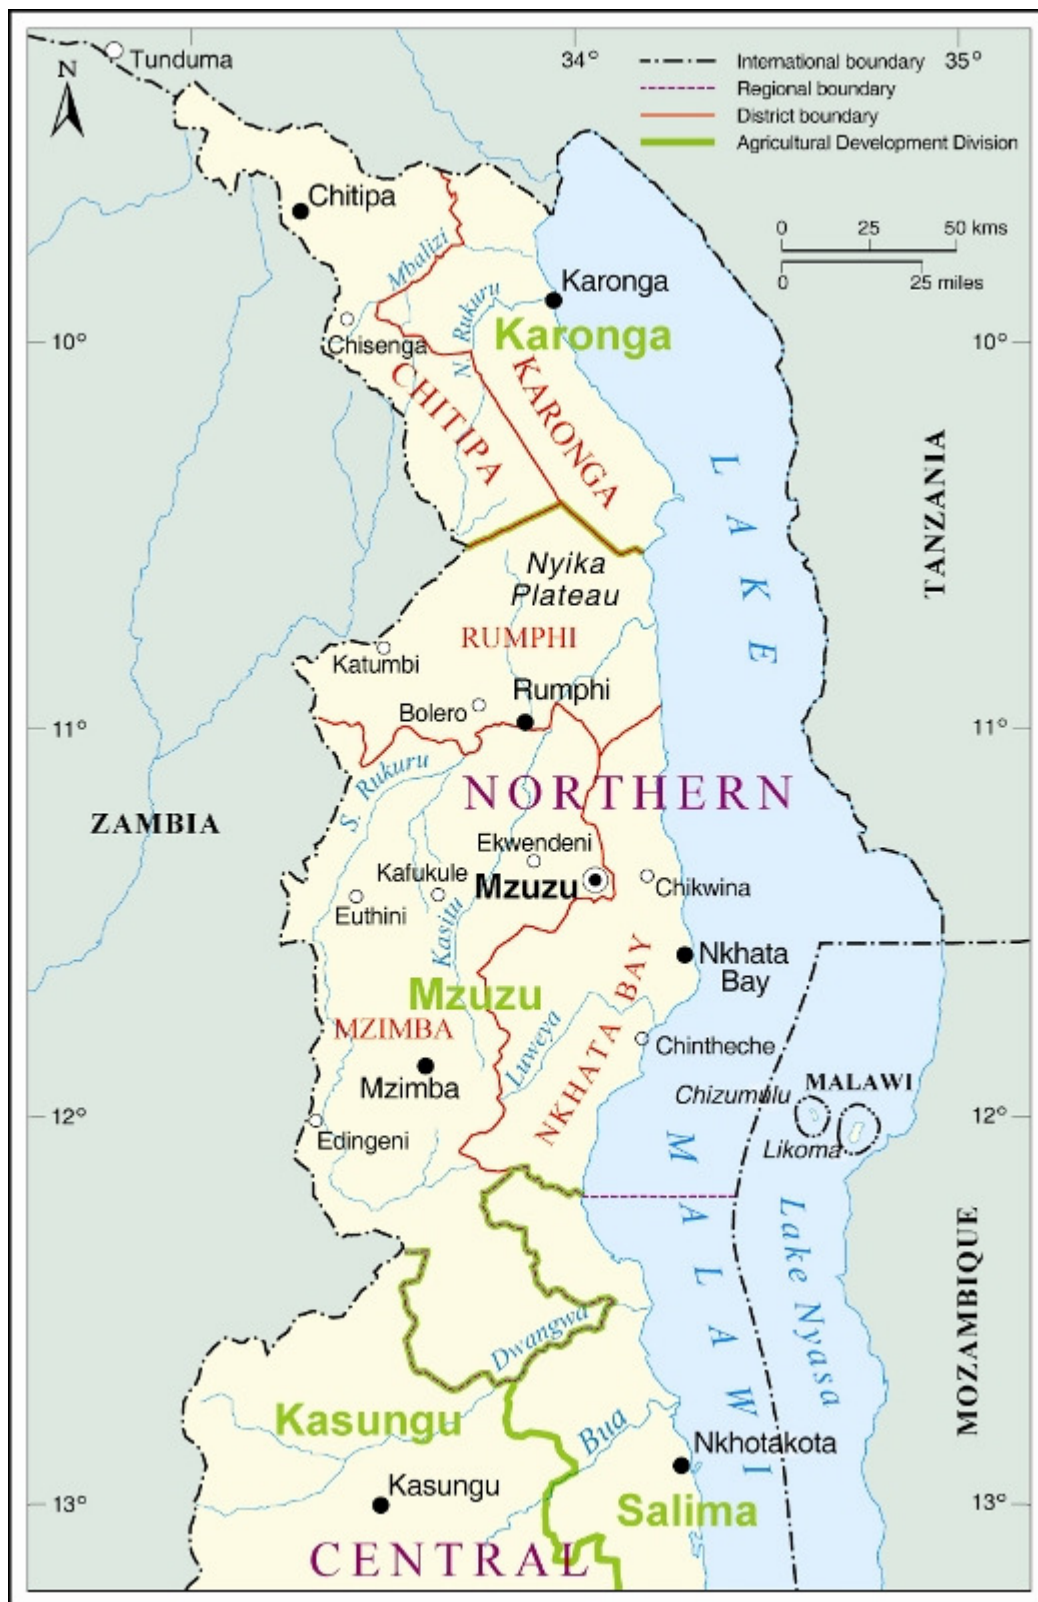 Tunduma
N
34°
35°
International boundary
Regional boundary
District boundary
Agricultural Development Division
0 25 50 kms
0 25 miles
Chitipa
Mbalizi
Karonga
N. Rukuru
Karonga
Chisenga
10°
10°
CHITIPA
KARONGA
LAKE
TANZANIA
Nyika
Plateau
RUMPHI
Katumbi
Rumphi
Bolero
11°
11°
S. Rukuru
NORTHERN
ZAMBIA
Ekwendeni
Kafukule
Mzuzu
Chikwina
Euthini
Kasitu
Nkhata
Bay
Mzuzu
NKHATA BAY
MZIMBA
Luweya
Chintheche
Mzimba
Chizumulu
MALAWI
12°
12°
Edingeni
Likoma
MALAWI
Lake Nyasa
MOZAMBIQUE
Dwangwa
Kasungu
Bua
Nkhotakota
Kasungu
Salima
13°
13°
CENTRAL